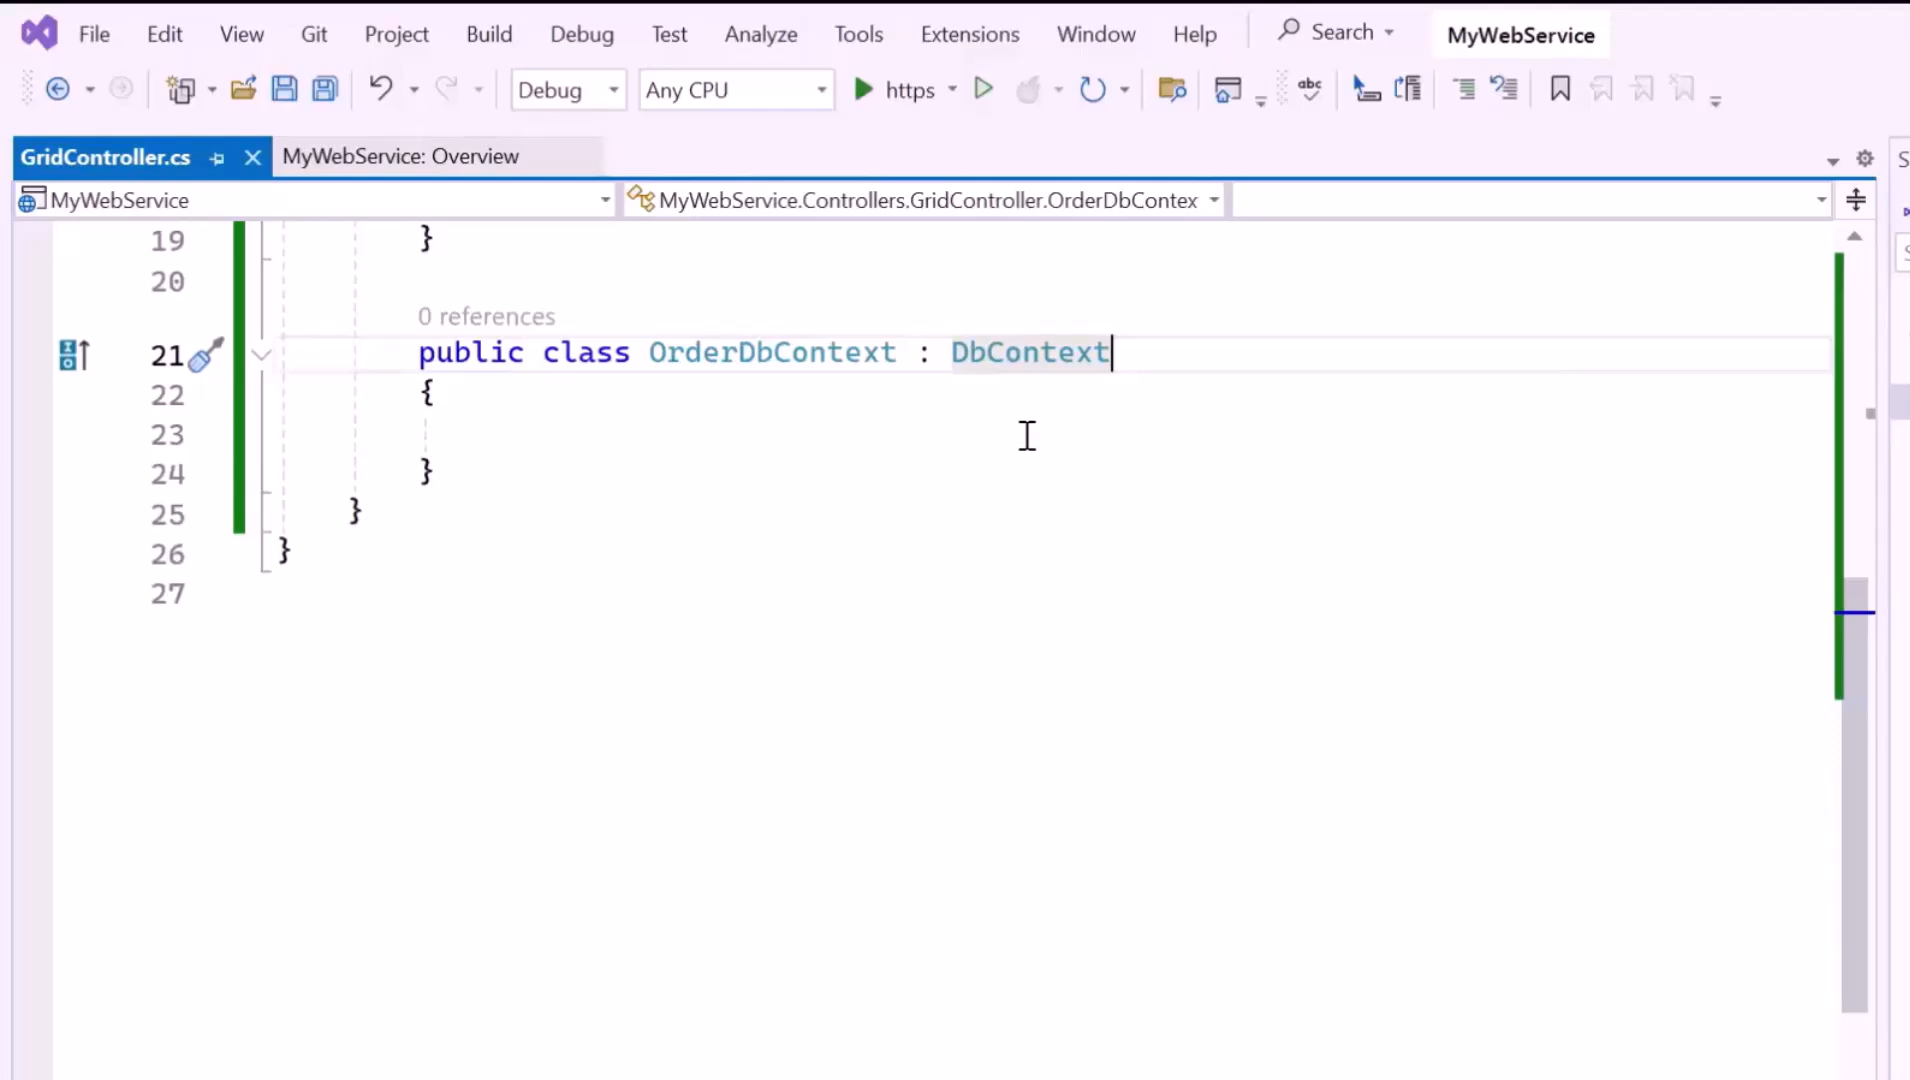 File Edit View Git Project Build Debug Test Analyze Tools Extensions Window Help Search MyWebService
Debug Any CPU https abc
GridController.cs MyWebService: Overview
MyWebService MyWebService.Controllers.GridController.OrderDbContex
19 }
20
0 references
21 public class OrderDbContext : DbContext
22 {
23
24 }
25 }
26 }
27